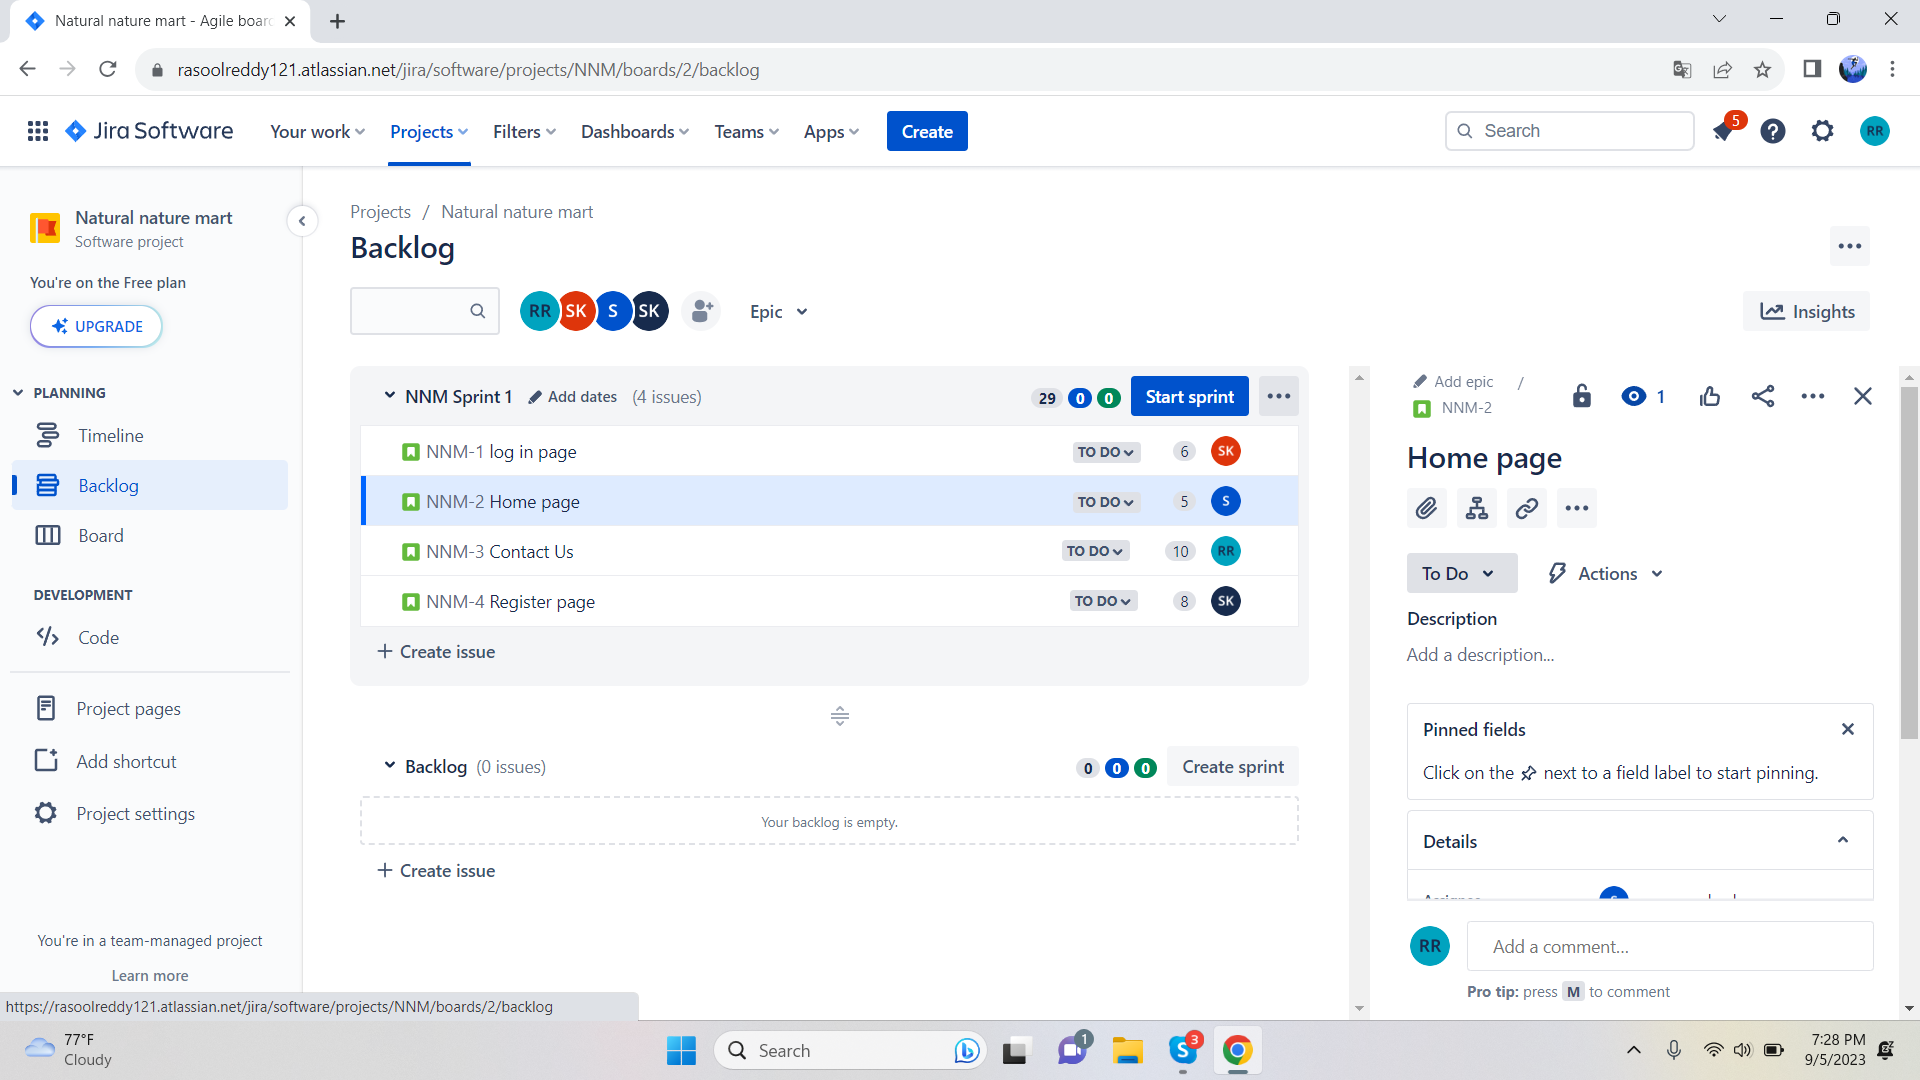 Natural nature mart - Agile boar
rasoolreddy121.atlassian.net/jira/software/projects/NNM/boards/2/backlog
Jira Software
Your work
Projects
Filters
Dashboards
Teams
Apps
Create
Search
5
RR
Natural nature mart
Software project
You're on the Free plan
UPGRADE
PLANNING
Timeline
Backlog
Board
DEVELOPMENT
Code
Project pages
Add shortcut
Project settings
You're in a team-managed project
Learn more
Projects / Natural nature mart
Backlog
RR SK S SK
Epic
Insights
NNM Sprint 1 Add dates (4 issues) 29 0 0 Start sprint
NNM-1 log in page TO DO 6 SK
NNM-2 Home page TO DO 5 S
NNM-3 Contact Us TO DO 10 RR
NNM-4 Register page TO DO 8 SK
+ Create issue
Backlog (0 issues) 0 0 0 Create sprint
Your backlog is empty.
+ Create issue
Add epic /
NNM-2
1
Home page
To Do
Actions
Description
Add a description...
Pinned fields
Click on the next to a field label to start pinning.
Details
RR
Add a comment...
Pro tip: press M to comment
https://rasoolreddy121.atlassian.net/jira/software/projects/NNM/boards/2/backlog
77°F
Cloudy
Search
1
S
3
7:28 PM
9/5/2023